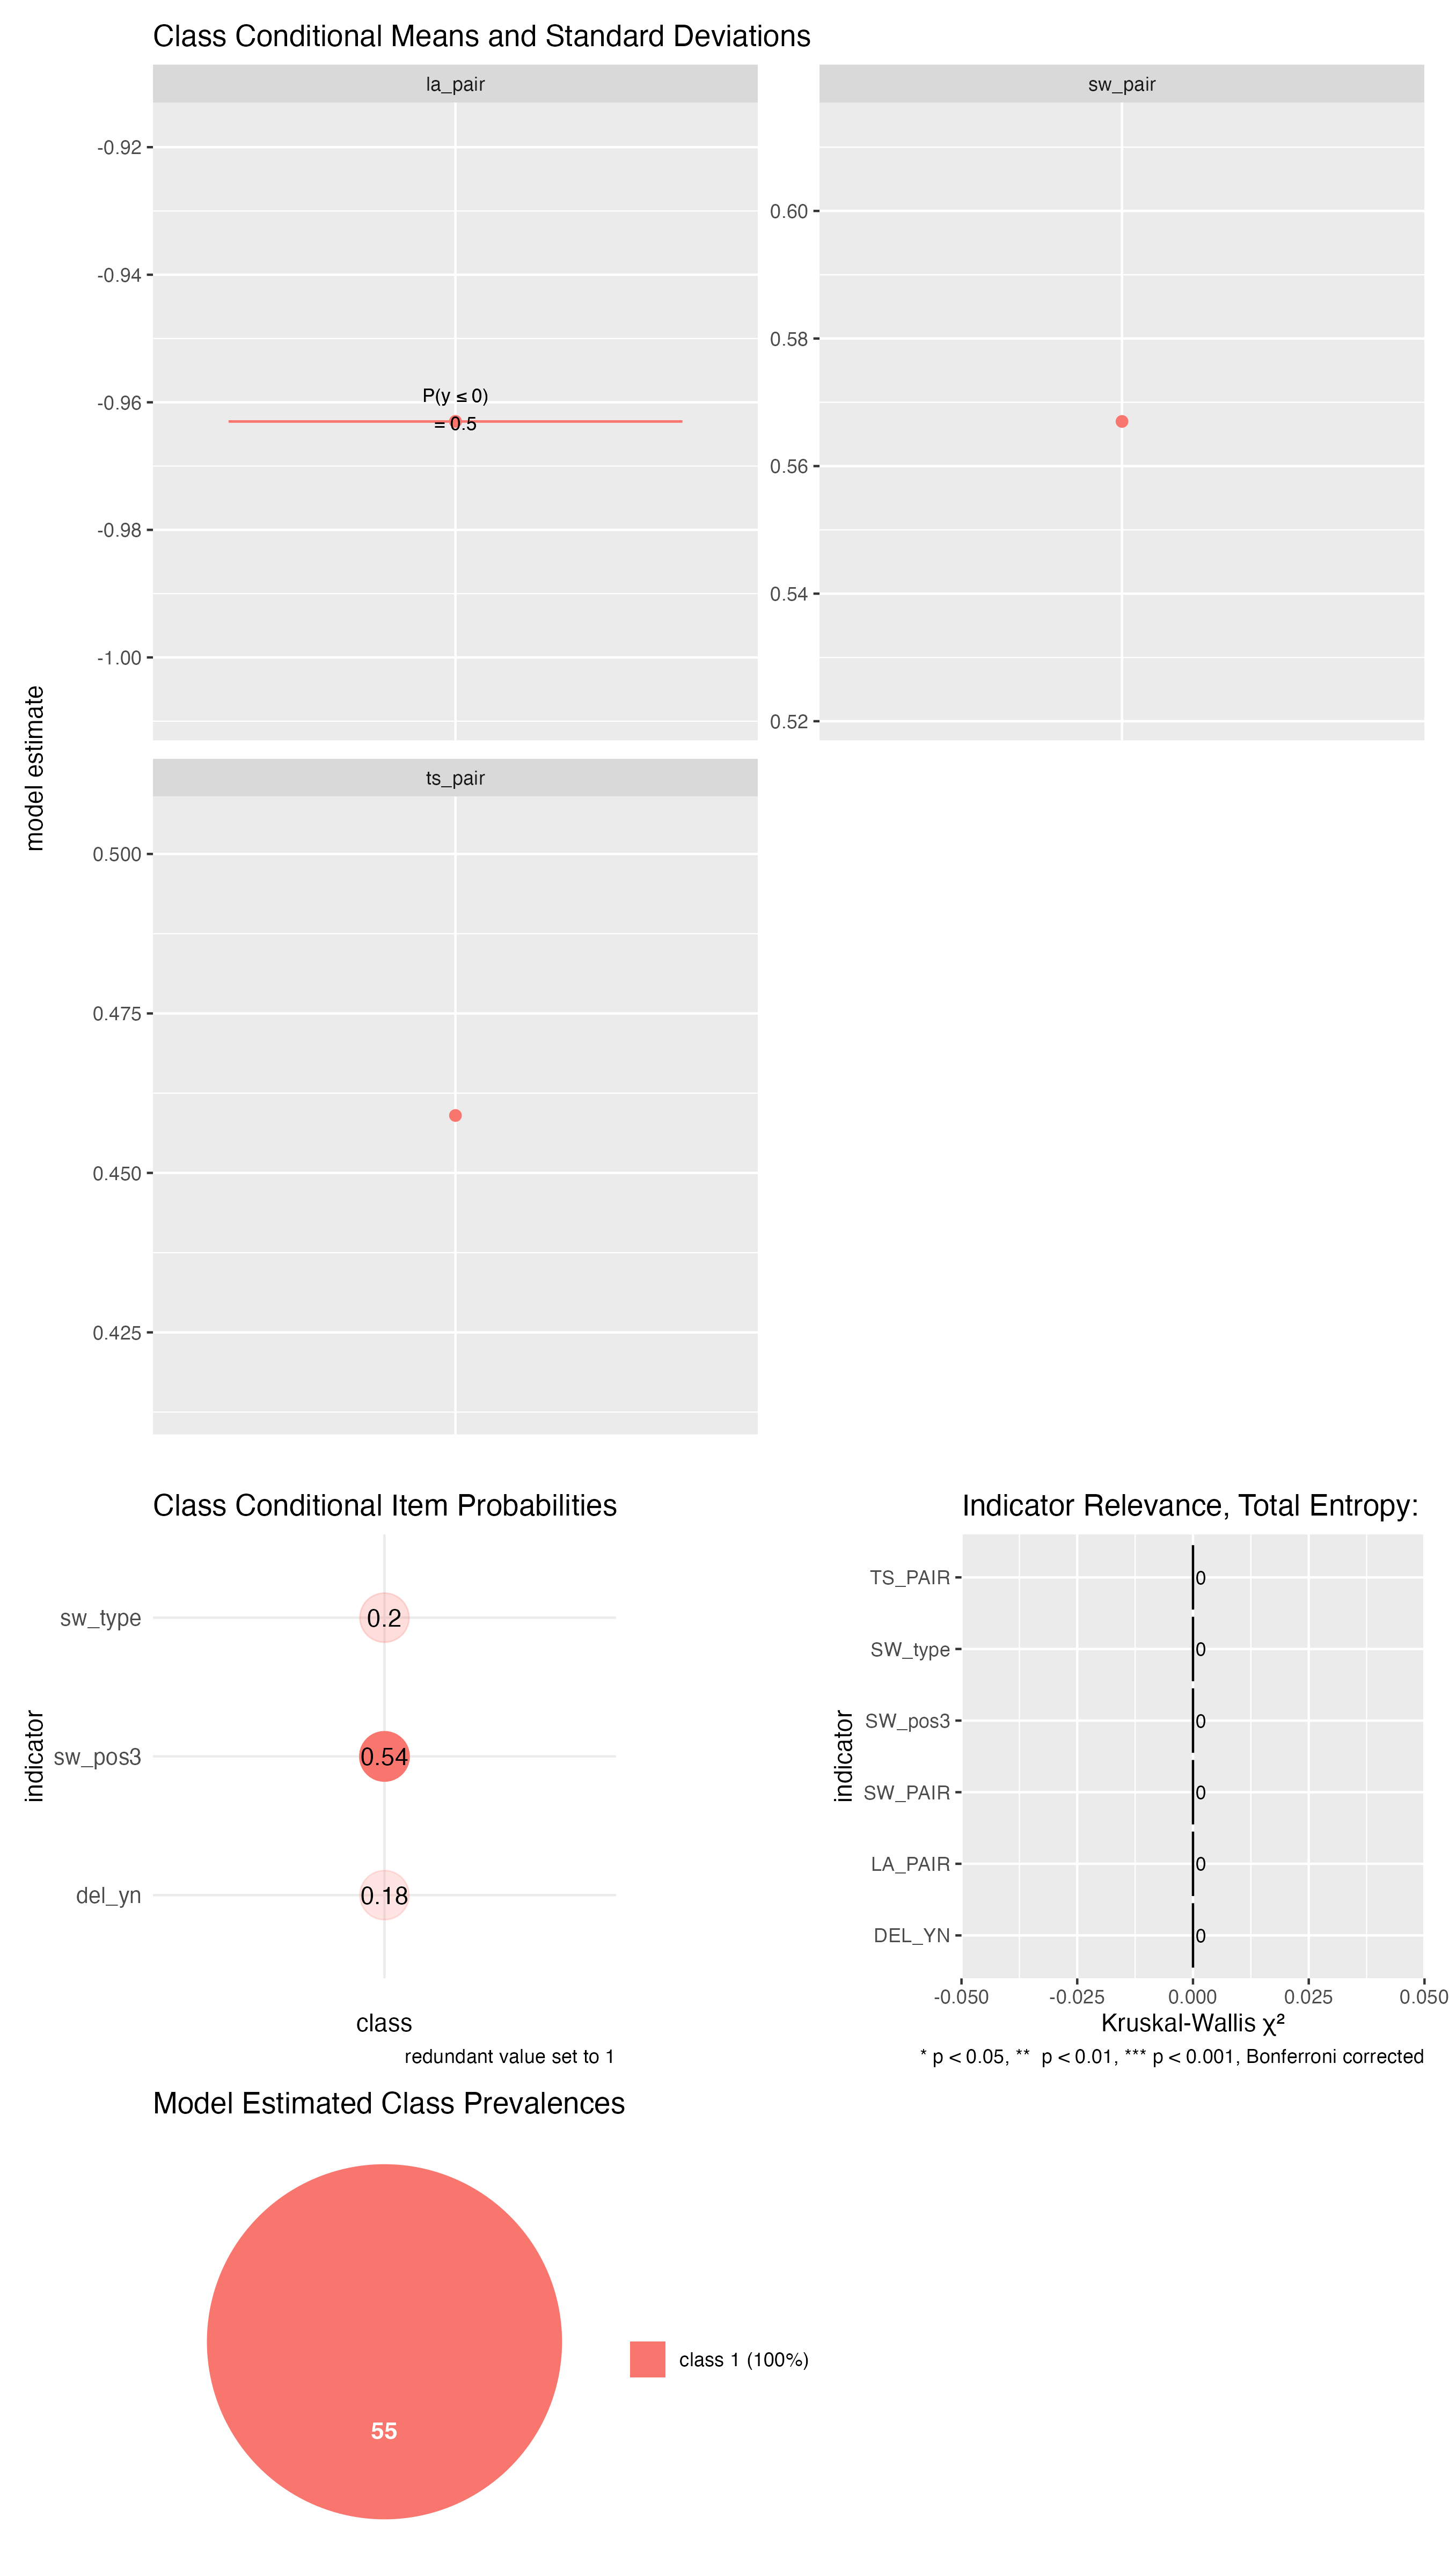 Class Conditional Means and Standard Deviations
la_pair
sw_pair
-0.92
-0.94
-0.96
-0.98
-1.00
P(y ≤ 0)
= 0.5
0.60
0.58
0.56
0.54
0.52
model estimate
ts_pair
0.500
0.475
0.450
0.425
Class Conditional Item Probabilities
indicator
sw_type
0.2
sw_pos3
0.54
del_yn
0.18
class
redundant value set to 1
Indicator Relevance, Total Entropy:
indicator
TS_PAIR
0
SW_type
0
SW_pos3
0
SW_PAIR
0
LA_PAIR
0
DEL_YN
0
-0.050 -0.025 0.000 0.025 0.050
Kruskal-Wallis χ²
* p < 0.05, ** p < 0.01, *** p < 0.001, Bonferroni corrected
Model Estimated Class Prevalences
55
class 1 (100%)